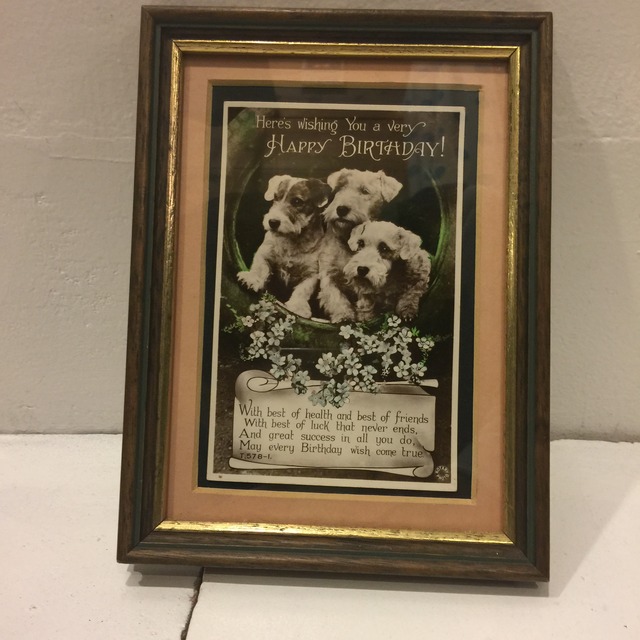 Here's wishing You a very
HAPPY BIRTHDAY!
With best of health and best of friends
With best of luck that never ends,
And great success in all you do,
May every Birthday wish come true.
T.578-1.